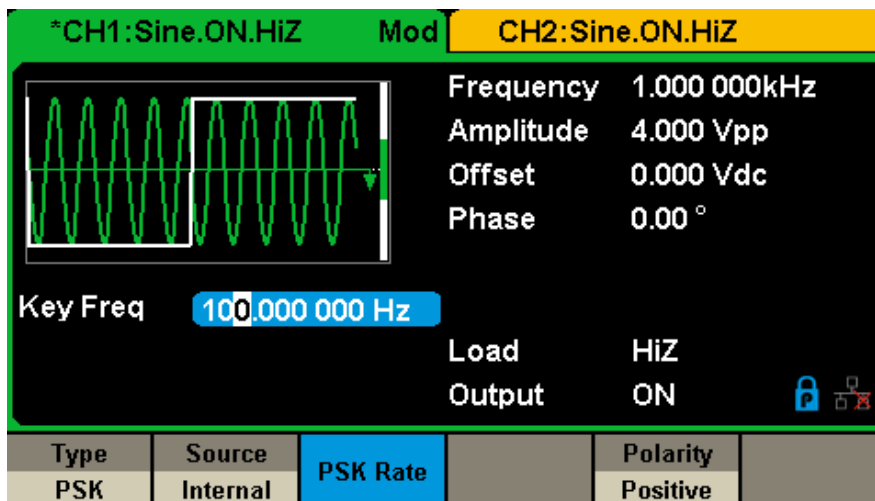 *CH1:Sine.ON.HiZ Mod
CH2:Sine.ON.HiZ
Frequency 1.000 000kHz
Amplitude 4.000 Vpp
Offset 0.000 Vdc
Phase 0.00 °
Key Freq 100.000 000 Hz
Load HiZ
Output ON
P
Type Source PSK Rate Polarity
PSK Internal Positive